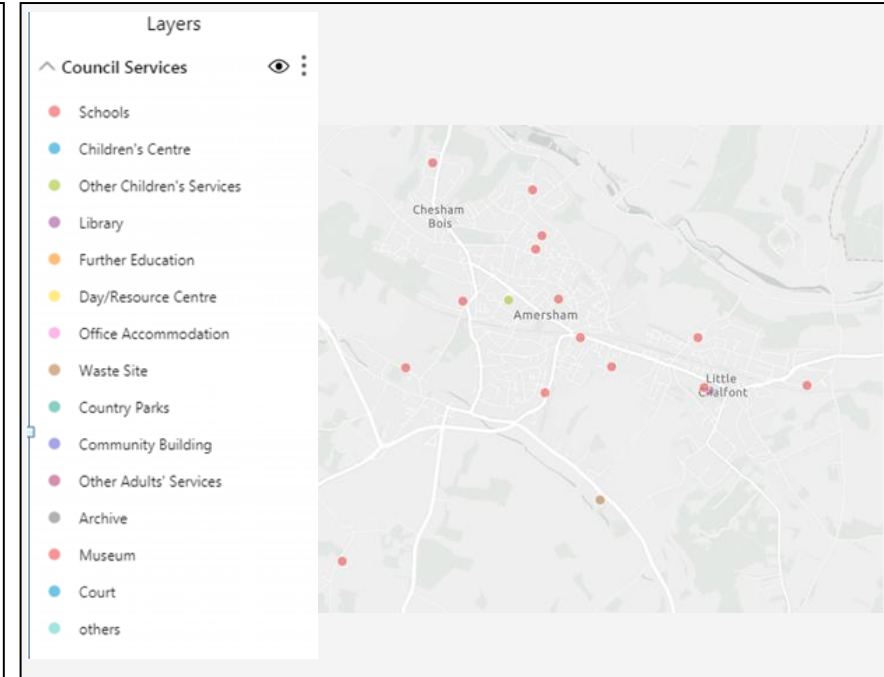 Layers
Council Services
Schools
Children's Centre
Other Children's Services
Library
Further Education
Day/Resource Centre
Office Accommodation
Waste Site
Country Parks
Community Building
Other Adults' Services
Archive
Museum
Court
others
Chesham
Bois
Amersham
Little
Chalfont